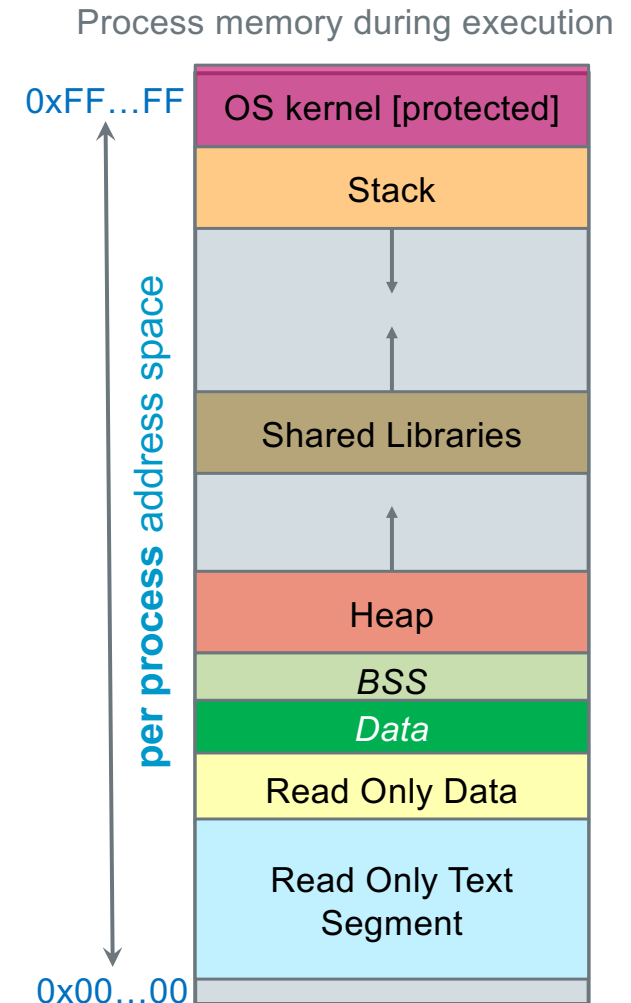 Process memory during execution
0xFF…FF
OS kernel [protected]
Stack
per process address space
Shared Libraries
Heap
BSS
Data
Read Only Data
Read Only Text
Segment
0x00…00